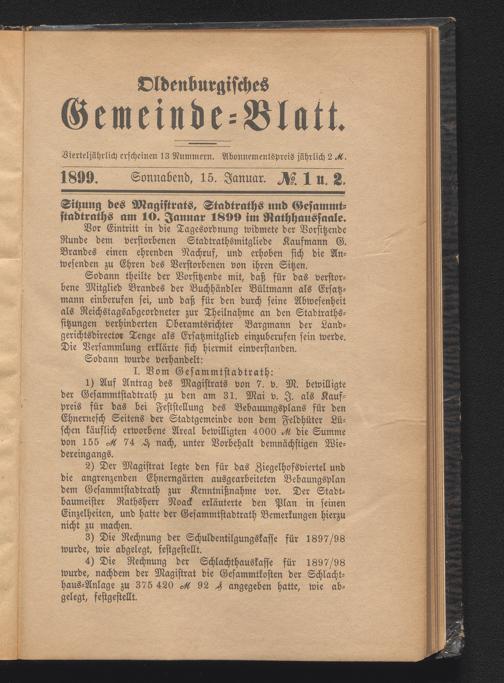 Oldenburgisches
Gemeinde-Blatt.
Vierteljährlich erscheinen 13 Nummern. Abonnementspreis jährlich 2 ℳ.
1899. Sonnabend, 15. Januar. №. 1 u. 2.
Sitzung des Magistrats, Stadtraths und Gesammt-
stadtraths am 10. Januar 1899 im Rathhaussaale.
Vor Eintritt in die Tagesordnung widmete der Vorsitzende
Runde dem verstorbenen Stadtrathsmitgliede Kaufmann G.
Brandes einen ehrenden Nachruf, und erhoben sich die An-
wesenden zu Ehren des Verstorbenen von ihren Sitzen.
Sodann theilte der Vorsitzende mit, daß für das verstor-
bene Mitglied Brandes der Buchhändler Bültmann als Ersatz-
mann einberufen sei, und daß für den durch seine Abwesenheit
als Reichstagsabgeordneter zur Theilnahme an den Stadtraths-
sitzungen verhinderten Oberamtsrichter Bargmann der Land-
gerichtsdirector Tenge als Ersatzmitglied einzuberufen sein werde.
Die Versammlung erklärte sich hiermit einverstanden.
Sodann wurde verhandelt:
I. Vom Gesammtstadtrath:
1) Auf Antrag des Magistrats von 7. v. M. bewilligte
der Gesammtstadtrath zu den am 31. Mai v. J. als Kauf-
preis für das bei Feststellung des Bebauungsplans für den
Ehnernesch Seitens der Stadtgemeinde von dem Feldhüter Lü-
schen käuflich erworbene Areal bewilligten 4000 ℳ die Summe
von 155 ℳ 74 ₰ nach, unter Vorbehalt demnächstigen Wie-
dereingangs.
2) Der Magistrat legte den für das Ziegelhofsviertel und
die angrenzenden Ehnerngärten ausgearbeiteten Bebauungsplan
dem Gesammtstadtrath zur Kenntnißnahme vor. Der Stadt-
baumeister Rathsherr Noack erläuterte den Plan in seinen
Einzelheiten, und hatte der Gesammtstadtrath Bemerkungen hierzu
nicht zu machen.
3) Die Rechnung der Schuldentilgungskasse für 1897/98
wurde, wie abgelegt, festgestellt.
4) Die Rechnung der Schlachthauskasse für 1897/98
wurde, nachdem der Magistrat die Gesammtkosten der Schlacht-
haus-Anlage zu 375 420 ℳ 92 ₰ angegeben hatte, wie ab-
gelegt, festgestellt.